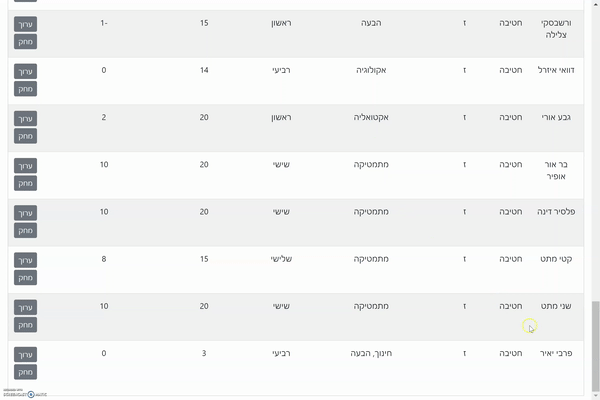 ורשבסקי צלילה חטיבה ז הבעה ראשון 15 -1 ערוך מחק
דוואי איזרל חטיבה ז אקולוגיה רביעי 14 0 ערוך מחק
גבע אורי חטיבה ז אקטואליה ראשון 20 2 ערוך מחק
בר אור אופיר חטיבה ז מתמטיקה שישי 20 10 ערוך מחק
פלסיר דינה חטיבה ז מתמטיקה שישי 20 10 ערוך מחק
קטי מתט חטיבה ז מתמטיקה שלישי 15 8 ערוך מחק
שני מתט חטיבה ז מתמטיקה שישי 20 10 ערוך מחק
פרבי יאיר חטיבה ז חינוך, הבעה רביעי 3 0 ערוך מחק